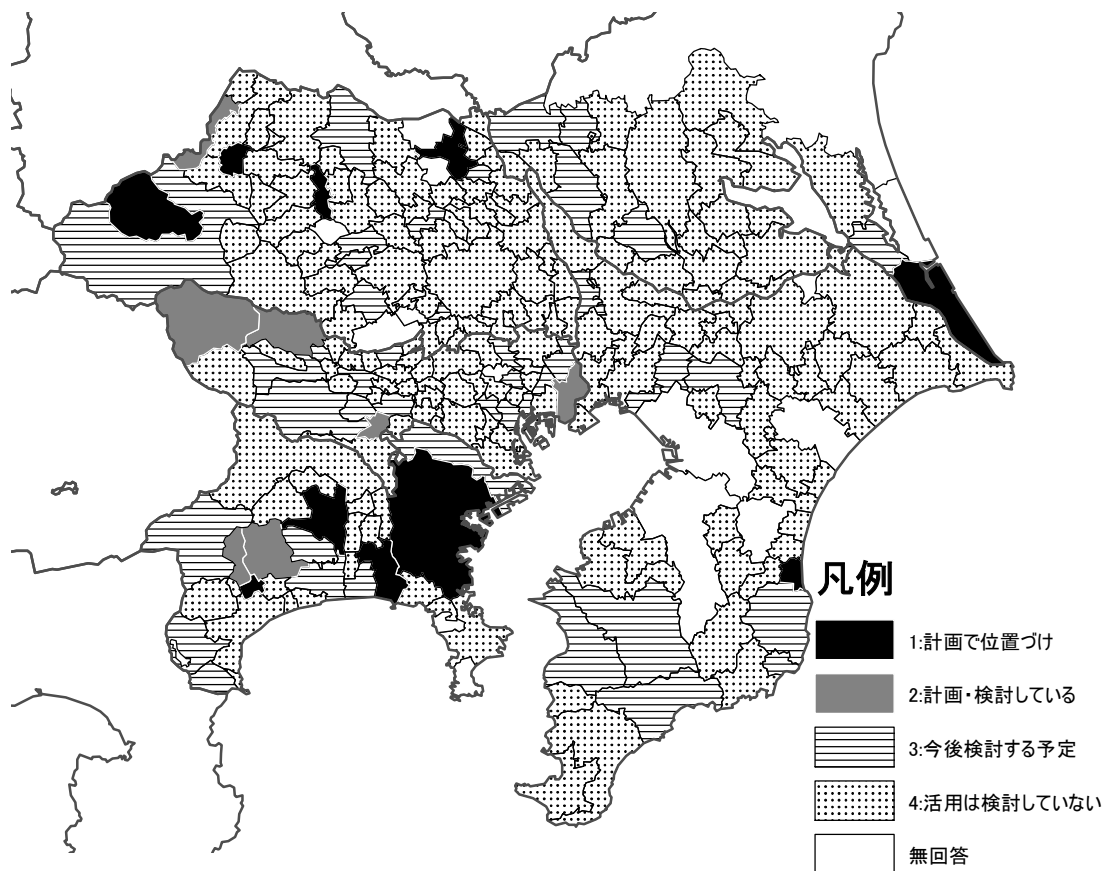 凡例
1:計画で位置づけ
2:計画・検討している
3:今後検討する予定
4:活用は検討していない
無回答